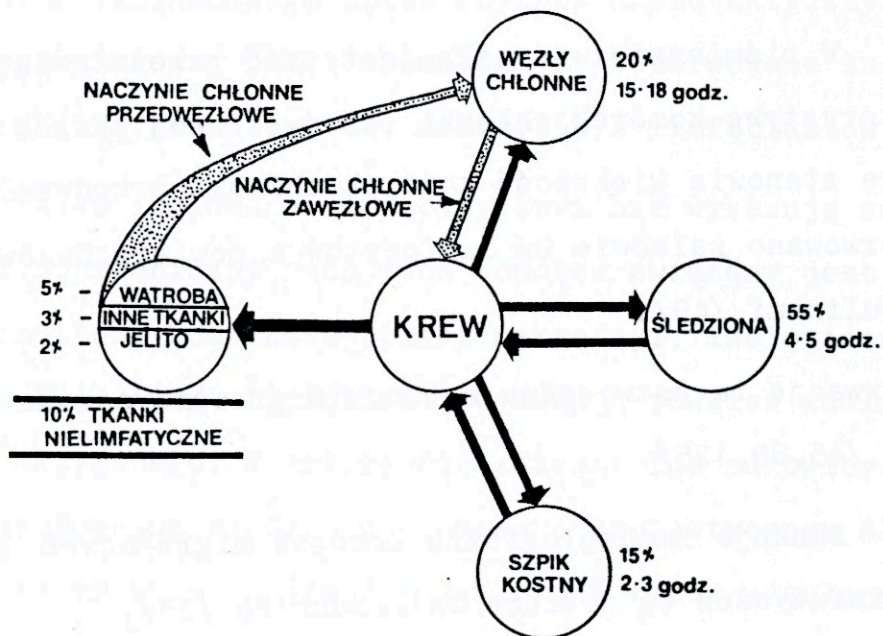 NACZYNIE CHŁONNE
PRZEDWĘZŁOWE
WĘZŁY
CHŁONNE
20%
15·18 godz.
NACZYNIE CHŁONNE
ZAWĘZŁOWE
5% –
3% –
2% –
WĄTROBA
INNE TKANKI
JELITO
KREW
ŚLEDZIONA
55%
4·5 godz.
10% TKANKI
NIELIMFATYCZNE
SZPIK
KOSTNY
15%
2·3 godz.